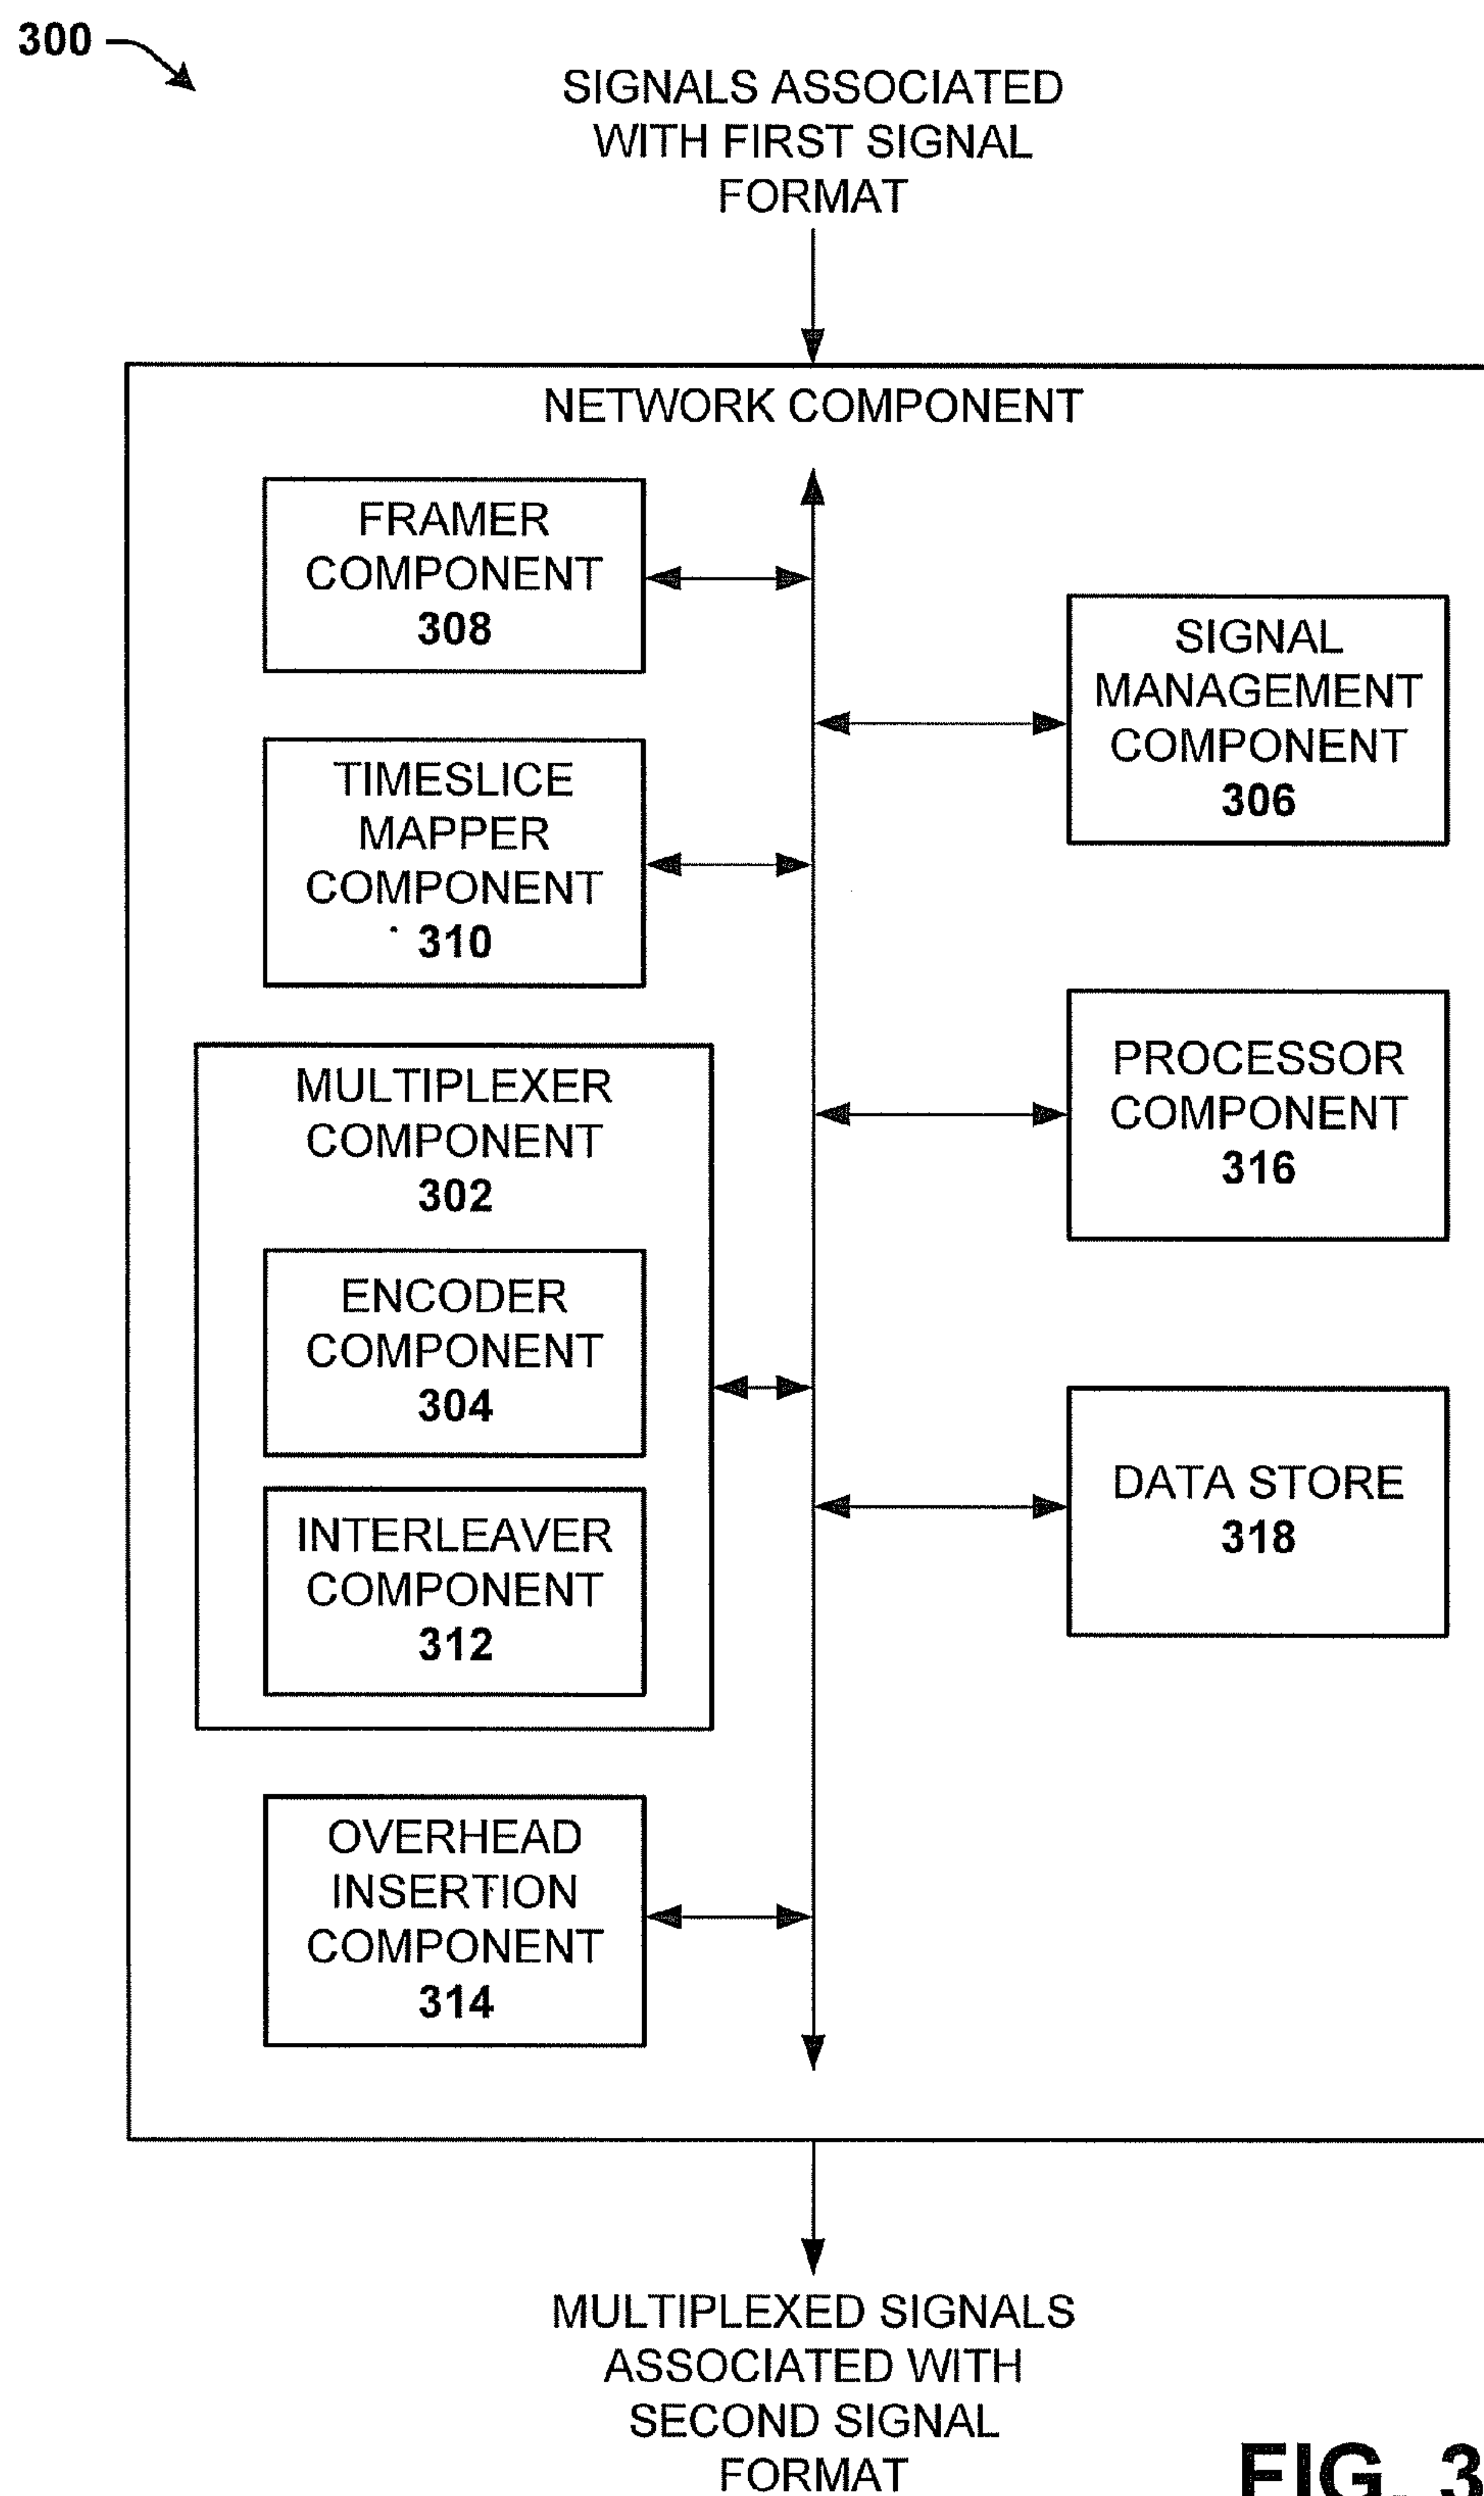 300
SIGNALS ASSOCIATED
WITH FIRST SIGNAL
FORMAT
NETWORK COMPONENT
FRAMER
COMPONENT
308
SIGNAL
MANAGEMENT
COMPONENT
306
TIMESLICE
MAPPER
COMPONENT
310
PROCESSOR
COMPONENT
316
MULTIPLEXER
COMPONENT
302
ENCODER
COMPONENT
304
DATA STORE
318
INTERLEAVER
COMPONENT
312
OVERHEAD
INSERTION
COMPONENT
314
MULTIPLEXED SIGNALS
ASSOCIATED WITH
SECOND SIGNAL
FORMAT
FIG. 3